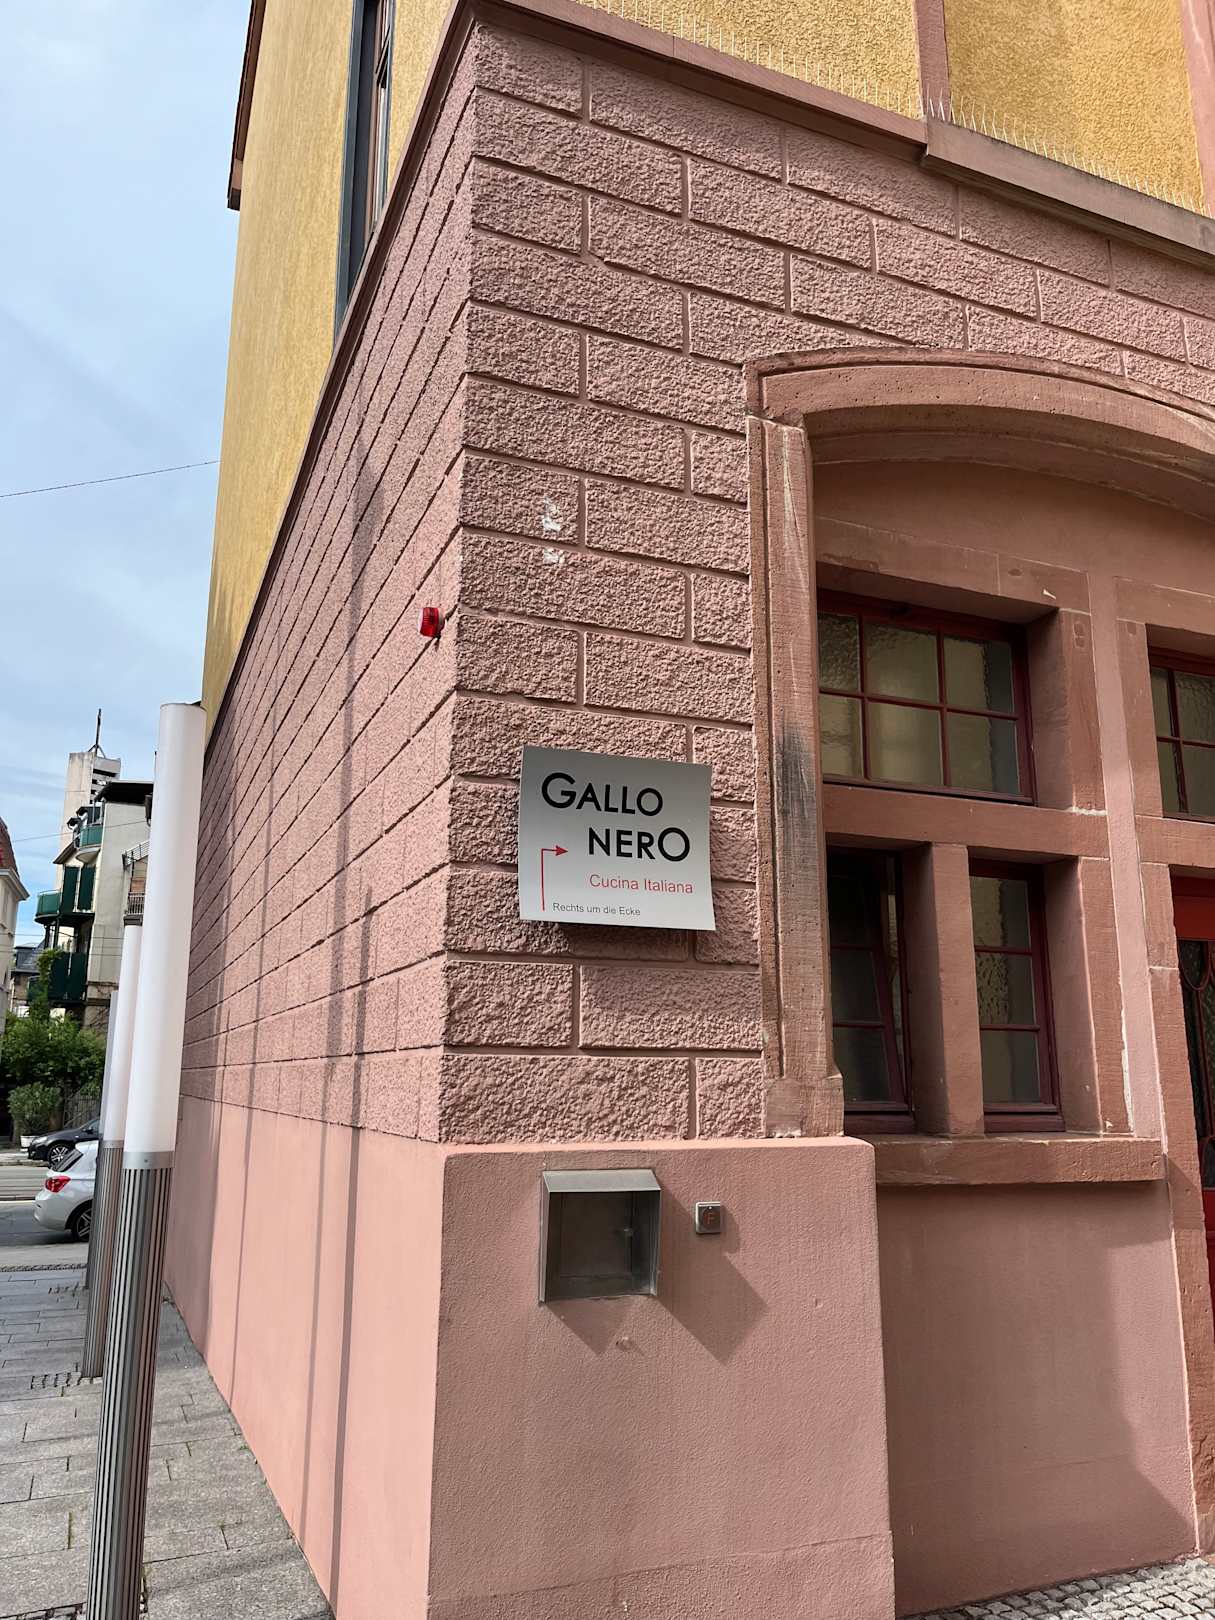 GALLO
NERO
Cucina Italiana
Rechts um die Ecke
F